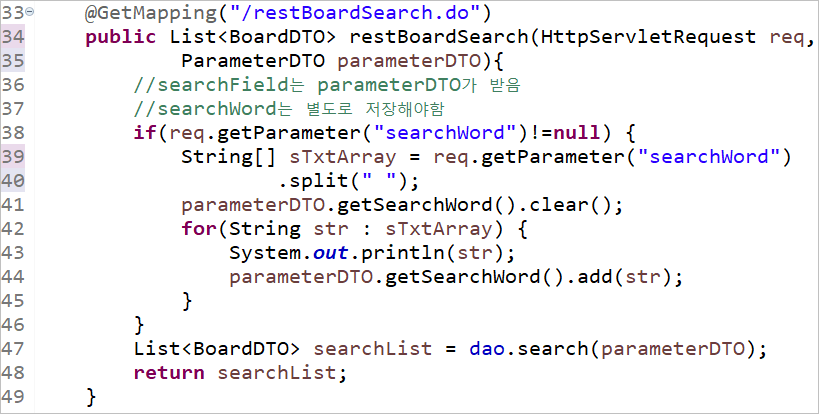 33 @GetMapping("/restBoardSearch.do")
34 public List<BoardDTO> restBoardSearch(HttpServletRequest req,
35 ParameterDTO parameterDTO){
36 //searchField는 parameterDTO가 받음
37 //searchWord는 별도로 저장해야함
38 if(req.getParameter("searchWord")!=null) {
39 String[] sTxtArray = req.getParameter("searchWord")
40 .split(" ");
41 parameterDTO.getSearchWord().clear();
42 for(String str : sTxtArray) {
43 System.out.println(str);
44 parameterDTO.getSearchWord().add(str);
45 }
46 }
47 List<BoardDTO> searchList = dao.search(parameterDTO);
48 return searchList;
49 }